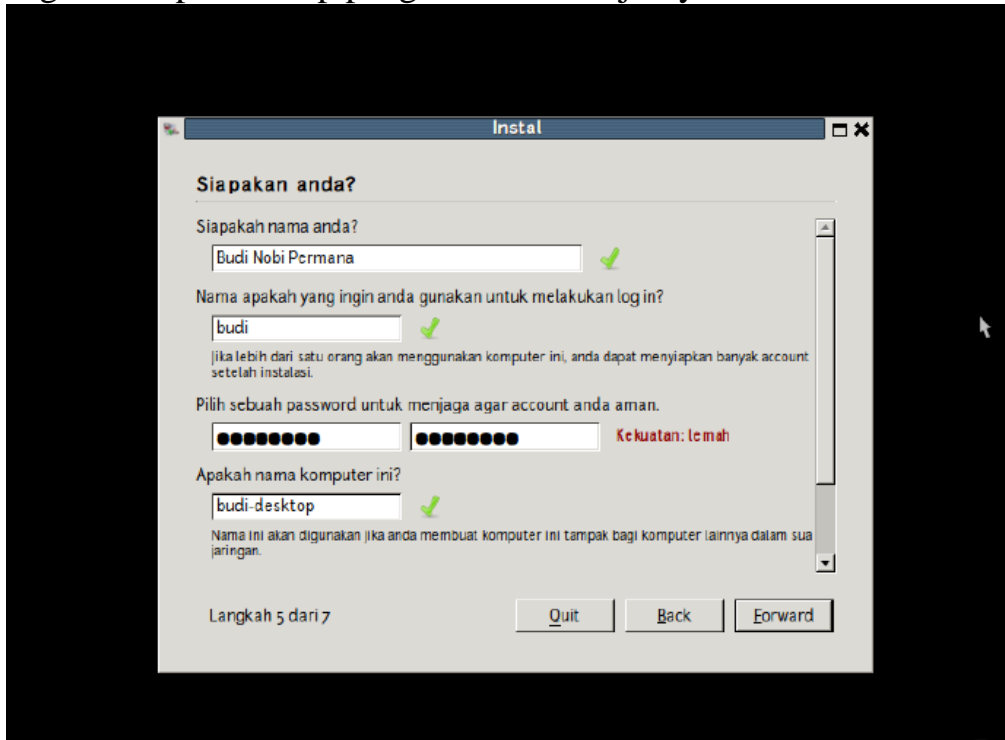 Instal
Siapakan anda?
Siapakah nama anda?
Budi Nobi Permana
Nama apakah yang ingin anda gunakan untuk melakukan log in?
budi
Jika lebih dari satu orang akan menggunakan komputer ini, anda dapat menyiapkan banyak account
setelah instalasi.
Pilih sebuah password untuk menjaga agar account anda aman.
Kekuatan: lemah
Apakah nama komputer ini?
budi-desktop
Nama ini akan digunakan jika anda membuat komputer ini tampak bagi komputer lainnya dalam sua
jaringan.
Langkah 5 dari 7
Quit
Back
Forward